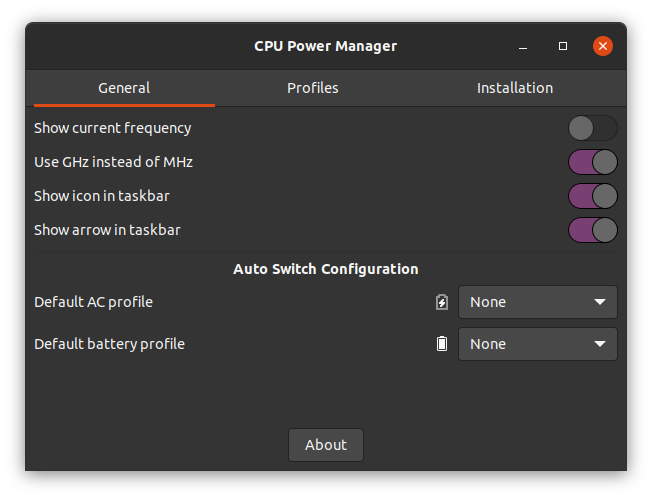 CPU Power Manager
General Profiles Installation
Show current frequency
Use GHz instead of MHz
Show icon in taskbar
Show arrow in taskbar
Auto Switch Configuration
Default AC profile None
Default battery profile None
About